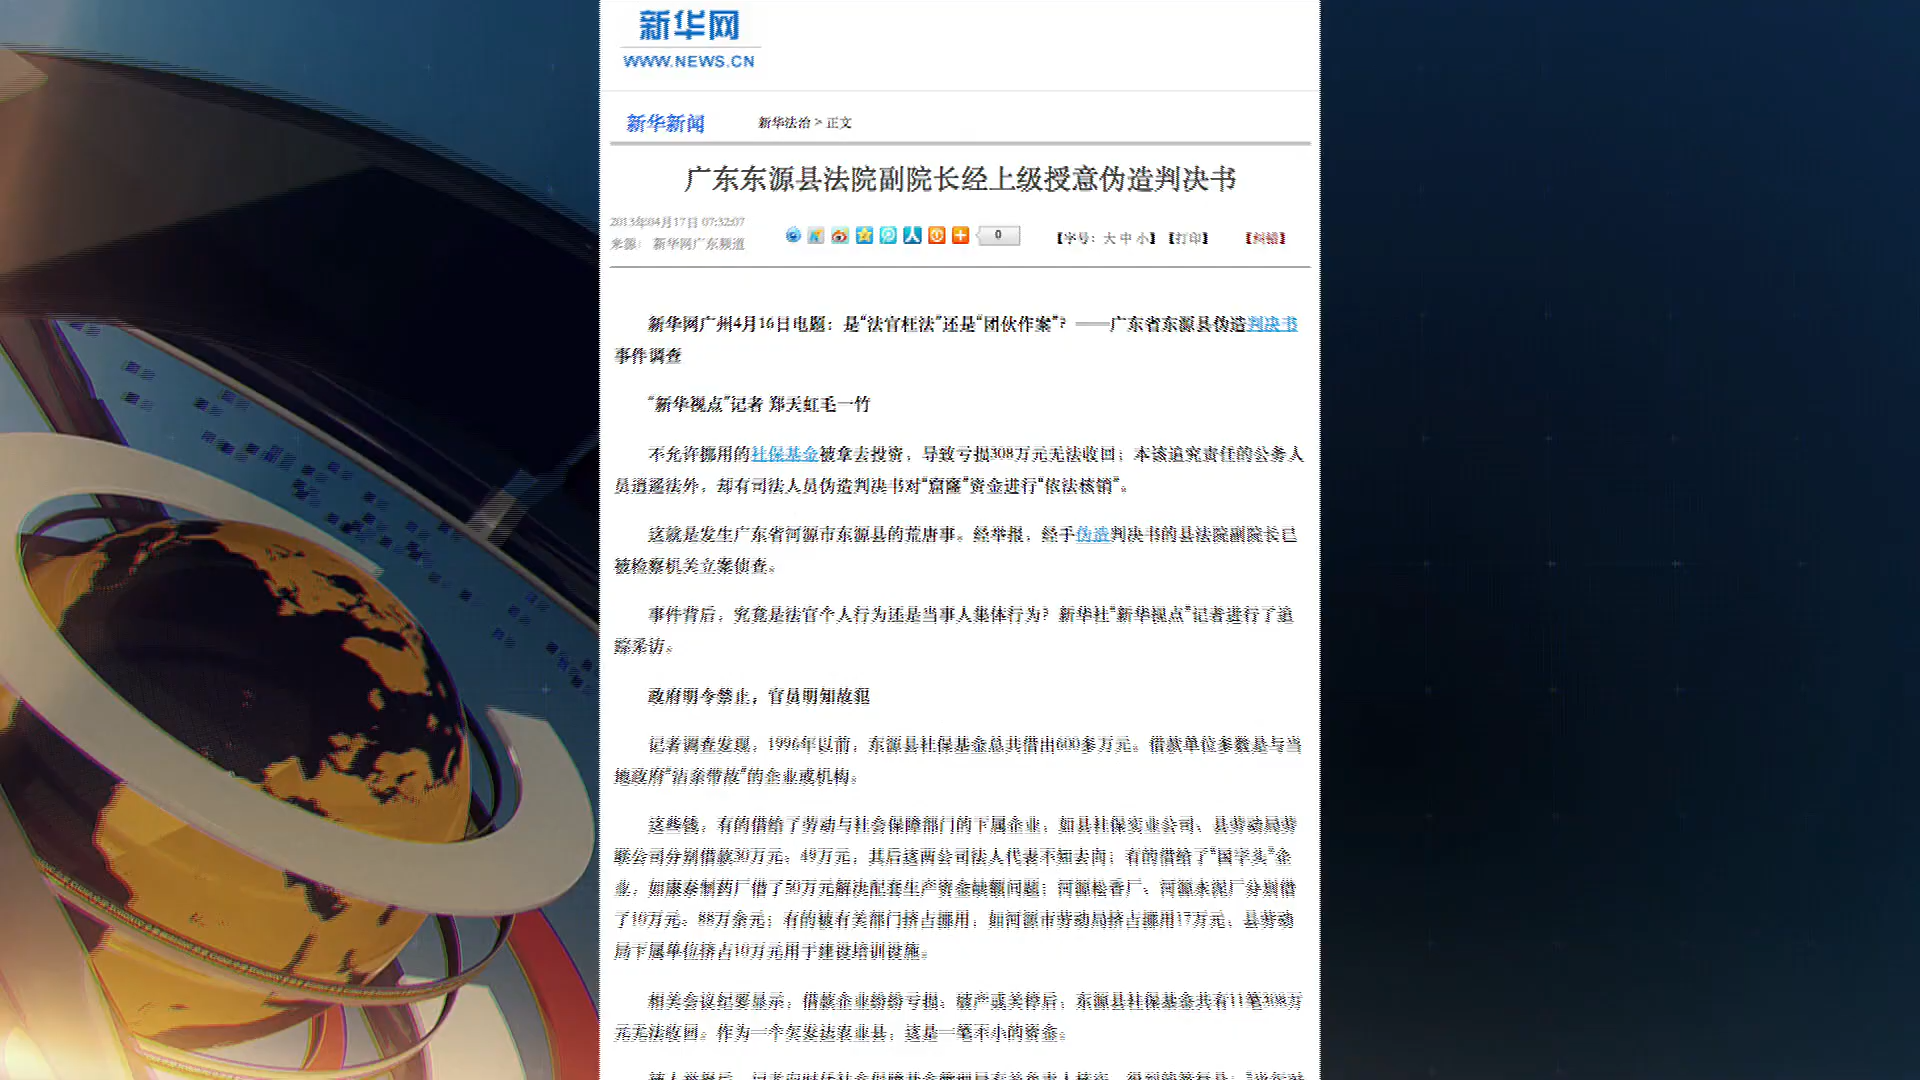 新华网
WWW.NEWS.CN
新华新闻
新华法治 > 正文
广东东源县法院副院长经上级授意伪造判决书
2013年04月17日 07:32:07
来源： 新华网广东频道
0
【字号：大 中 小】 【打印】
【纠错】
新华网广州4月16日电题：是“法官枉法”还是“团伙作案”？——广东省东源县伪造判决书
事件调查
“新华视点”记者 郑天虹毛一竹
不允许挪用的社保基金被拿去投资，导致亏损308万元无法收回；本该追究责任的公务人
员逍遥法外，却有司法人员伪造判决书对“窟窿”资金进行“依法核销”。
这就是发生广东省河源市东源县的荒唐事。经举报，经手伪造判决书的县法院副院长已
被检察机关立案侦查。
事件背后，究竟是法官个人行为还是当事人集体行为？新华社“新华视点”记者进行了追
踪采访。
政府明令禁止，官员明知故犯
记者调查发现，1996年以前，东源县社保基金总共借出600多万元。借款单位多数是与当
地政府“沾亲带故”的企业或机构。
这些钱，有的借给了劳动与社会保障部门的下属企业，如县社保实业公司、县劳动局劳
联公司分别借款30万元、49万元，其后这两公司法人代表不知去向；有的借给了“国字头”企
业，如康泰制药厂借了50万元解决配套生产资金缺额问题；河源松香厂、河源水泥厂分别借
了10万元、88万余元；有的被有关部门挤占挪用，如河源市劳动局挤占挪用17万元、县劳动
局下属单位挤占10万元用于建设培训设施。
相关会议纪要显示，借款企业纷纷亏损、破产或关停后，东源县社保基金共有11笔308万
元无法收回。作为一个欠发达农业县，这是一笔不小的资金。